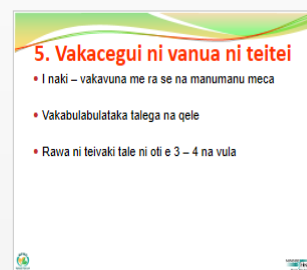 5. Vakacegui ni vanua ni teitei
• I naki – vakavuna me ra se na manumanu meca
• Vakabulabulataka talega na qele
• Rawa ni teivaki tale ni oti e 3 – 4 na vula